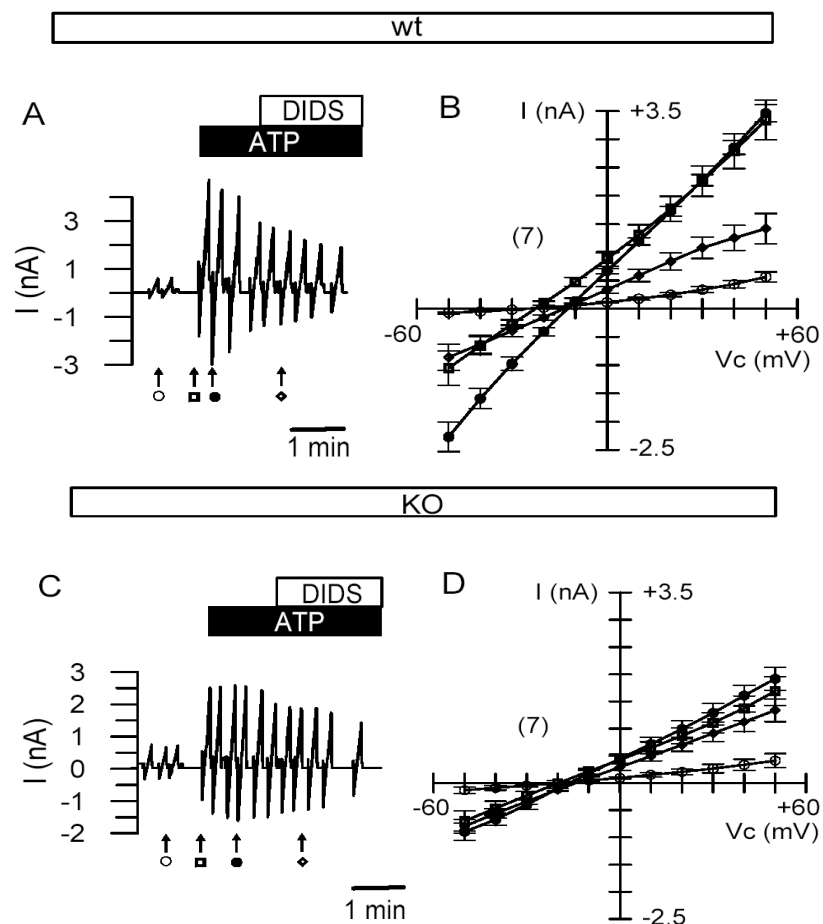 wt
A
DIDS
ATP
I (nA)
3
1
-1
-3
1 min
B
I (nA)
+3.5
(7)
-60
+60
Vc (mV)
-2.5
KO
C
DIDS
ATP
I (nA)
3
2
1
0
-1
-2
1 min
D
I (nA)
+3.5
(7)
-60
+60
Vc (mV)
-2.5